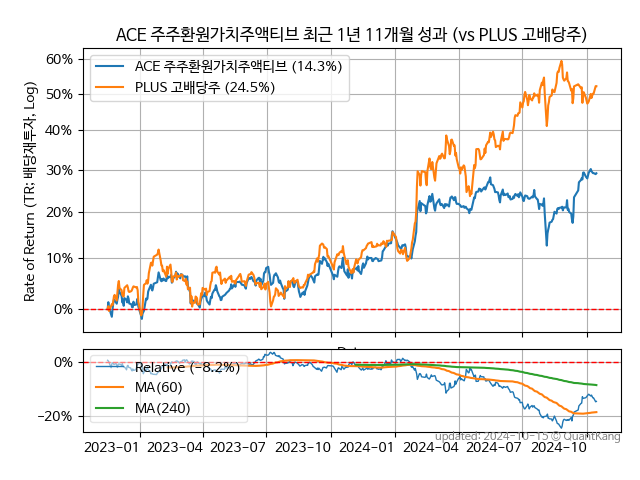 ACE 주주환원가치주액티브 최근 1년 11개월 성과 (vs PLUS 고배당주)
ACE 주주환원가치주액티브 (14.3%)
PLUS 고배당주 (24.5%)
Rate of Return (TR: 배당재투자, Log)
60%
50%
40%
30%
20%
10%
0%
Relative (−8.2%)
MA(60)
MA(240)
0%
−20%
updated: 2024-10-15 © QuantKang
2023−01 2023−04 2023−07 2023−10 2024−01 2024−04 2024−07 2024−10